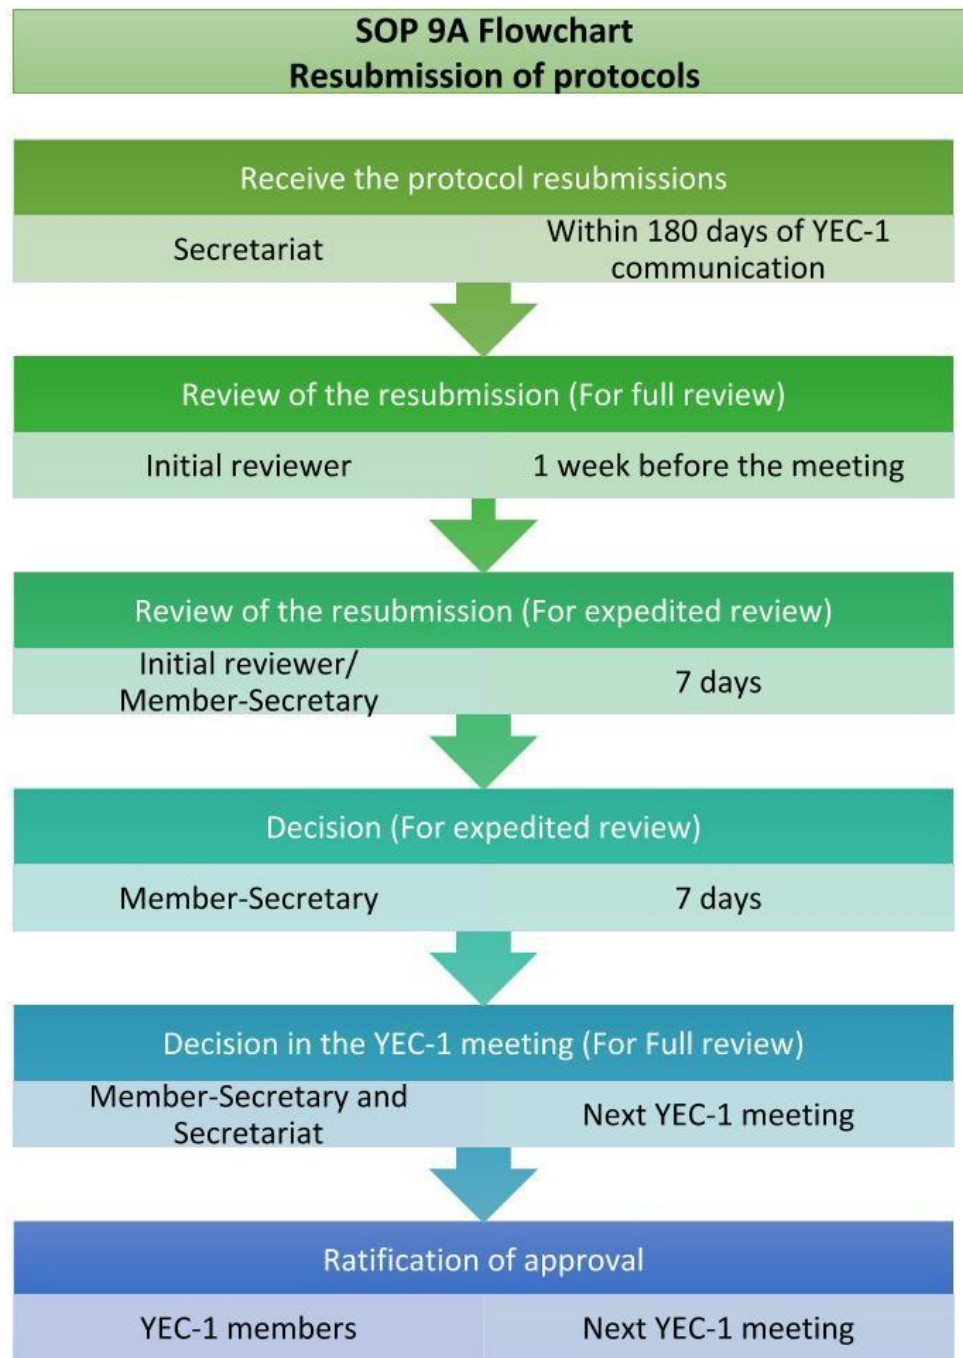 SOP 9A Flowchart
Resubmission of protocols
Receive the protocol resubmissions
Secretariat
Within 180 days of YEC-1
communication
Review of the resubmission (For full review)
Initial reviewer
1 week before the meeting
Review of the resubmission (For expedited review)
Initial reviewer/
Member-Secretary
7 days
Decision (For expedited review)
Member-Secretary
7 days
Decision in the YEC-1 meeting (For Full review)
Member-Secretary and
Secretariat
Next YEC-1 meeting
Ratification of approval
YEC-1 members
Next YEC-1 meeting